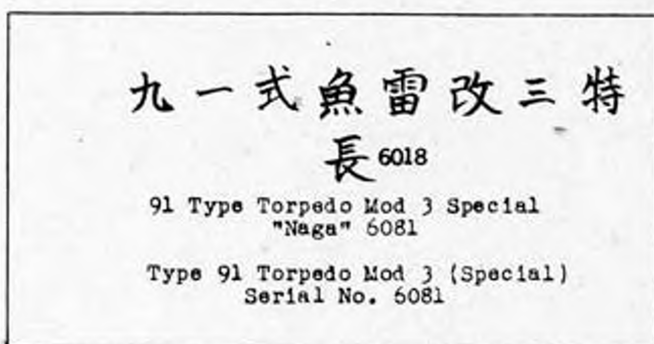 九一式魚雷改三特
長6018
91 Type Torpedo Mod 3 Special
"Naga" 6081
Type 91 Torpedo Mod 3 (Special)
Serial No. 6081